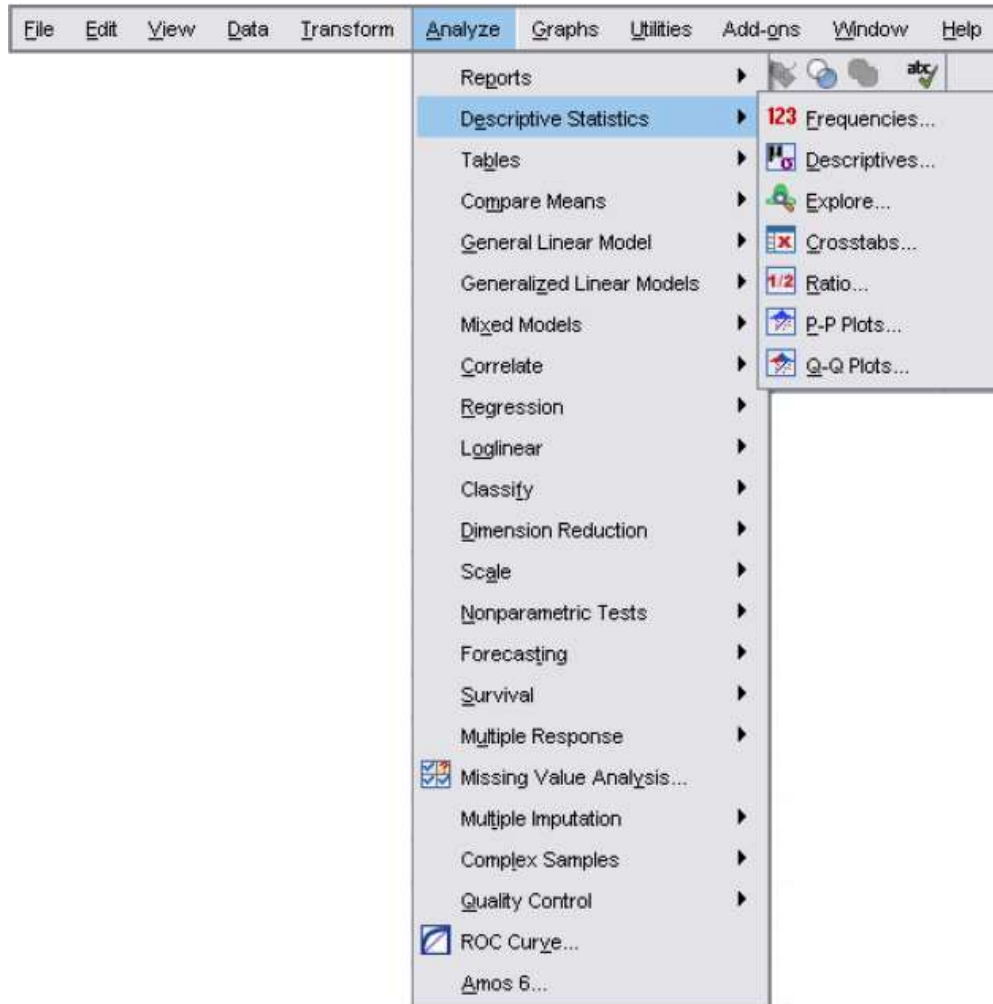 File Edit View Data Transform Analyze Graphs Utilities Add-ons Window Help
Reports
abc
Descriptive Statistics
Tables
Compare Means
General Linear Model
Generalized Linear Models
Mixed Models
Correlate
Regression
Loglinear
Classify
Dimension Reduction
Scale
Nonparametric Tests
Forecasting
Survival
Multiple Response
Missing Value Analysis...
Multiple Imputation
Complex Samples
Quality Control
ROC Curve...
Amos 6...
123 Frequencies...
μσ Descriptives...
Explore...
Crosstabs...
1/2 Ratio...
P-P Plots...
Q-Q Plots...